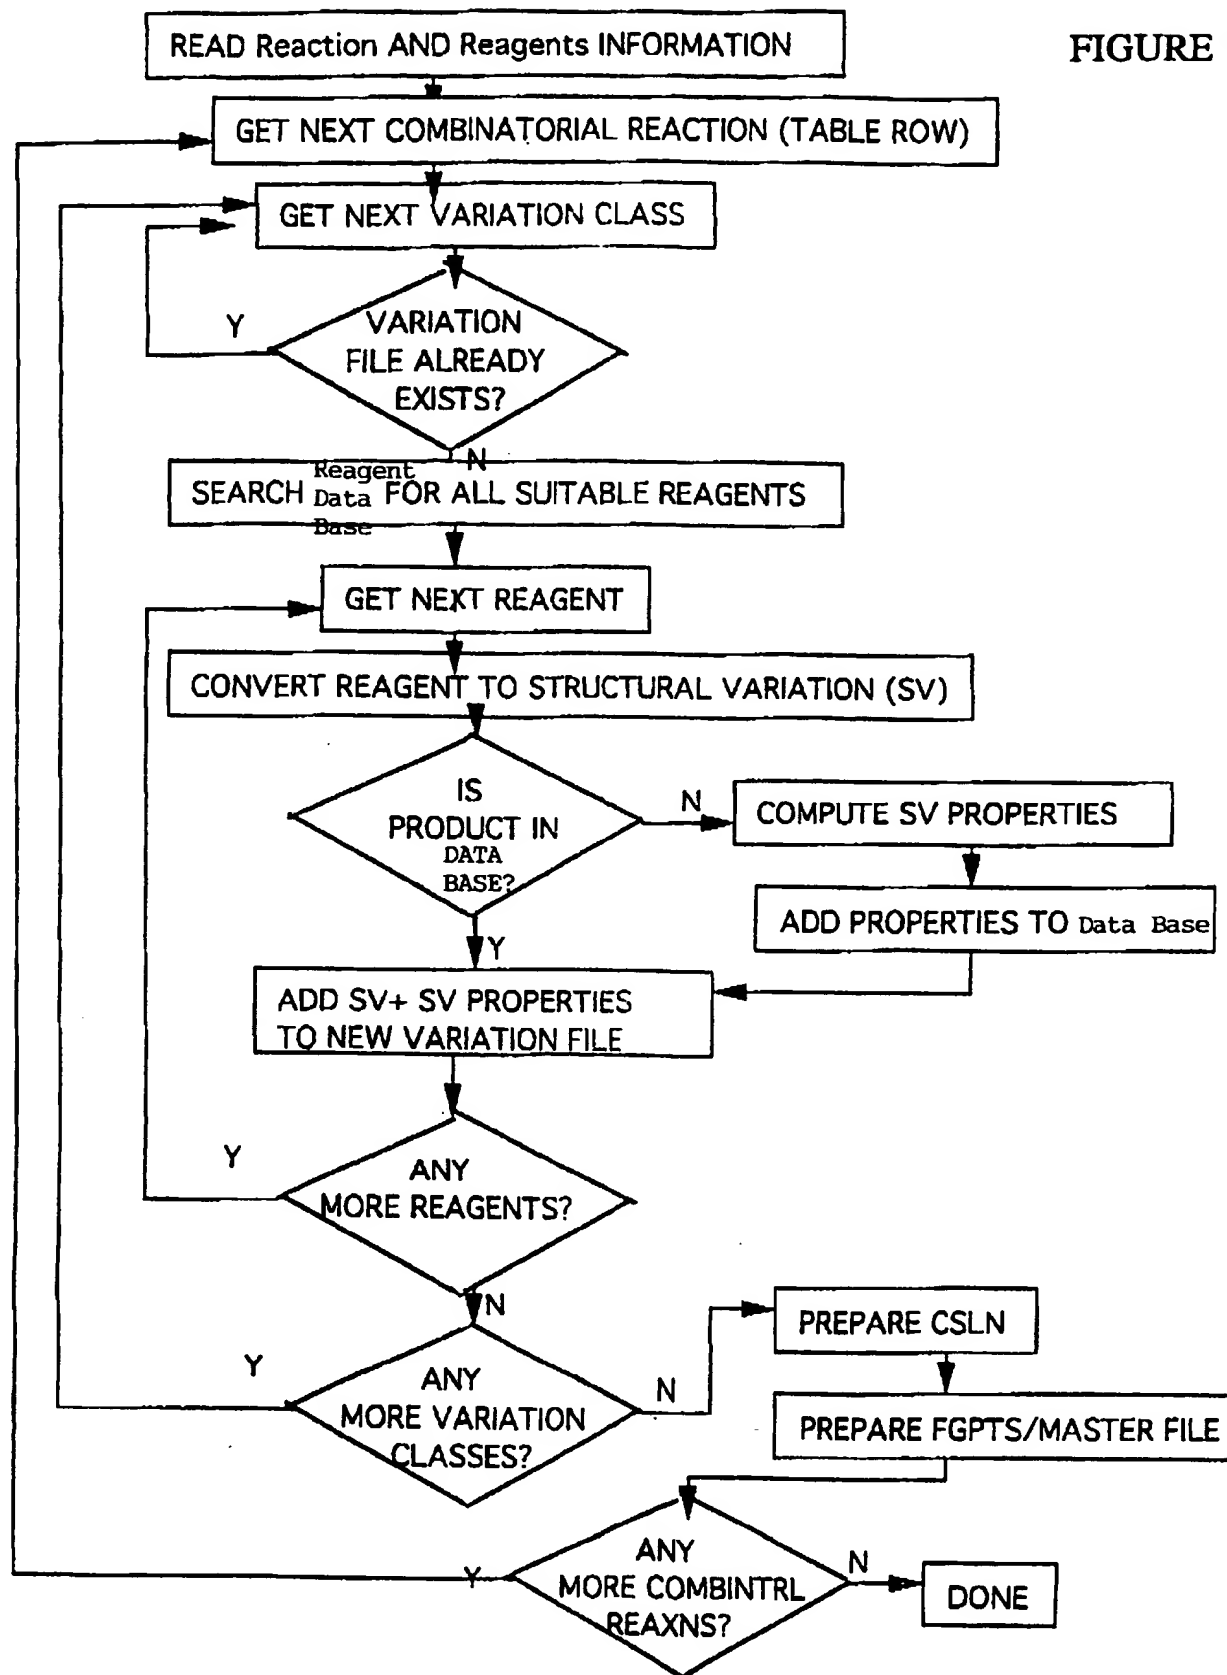 FIGURE
READ Reaction AND Reagents INFORMATION
GET NEXT COMBINATORIAL REACTION (TABLE ROW)
GET NEXT VARIATION CLASS
Y
VARIATION
FILE ALREADY
EXISTS?
N
SEARCH Reagent Data Base FOR ALL SUITABLE REAGENTS
GET NEXT REAGENT
CONVERT REAGENT TO STRUCTURAL VARIATION (SV)
IS
PRODUCT IN
DATA
BASE?
N
COMPUTE SV PROPERTIES
ADD PROPERTIES TO Data Base
Y
ADD SV+ SV PROPERTIES
TO NEW VARIATION FILE
Y
ANY
MORE REAGENTS?
N
Y
ANY
MORE VARIATION
CLASSES?
N
PREPARE CSLN
PREPARE FGPTS/MASTER FILE
Y
ANY
MORE COMBINTRL
REAXNS?
N
DONE